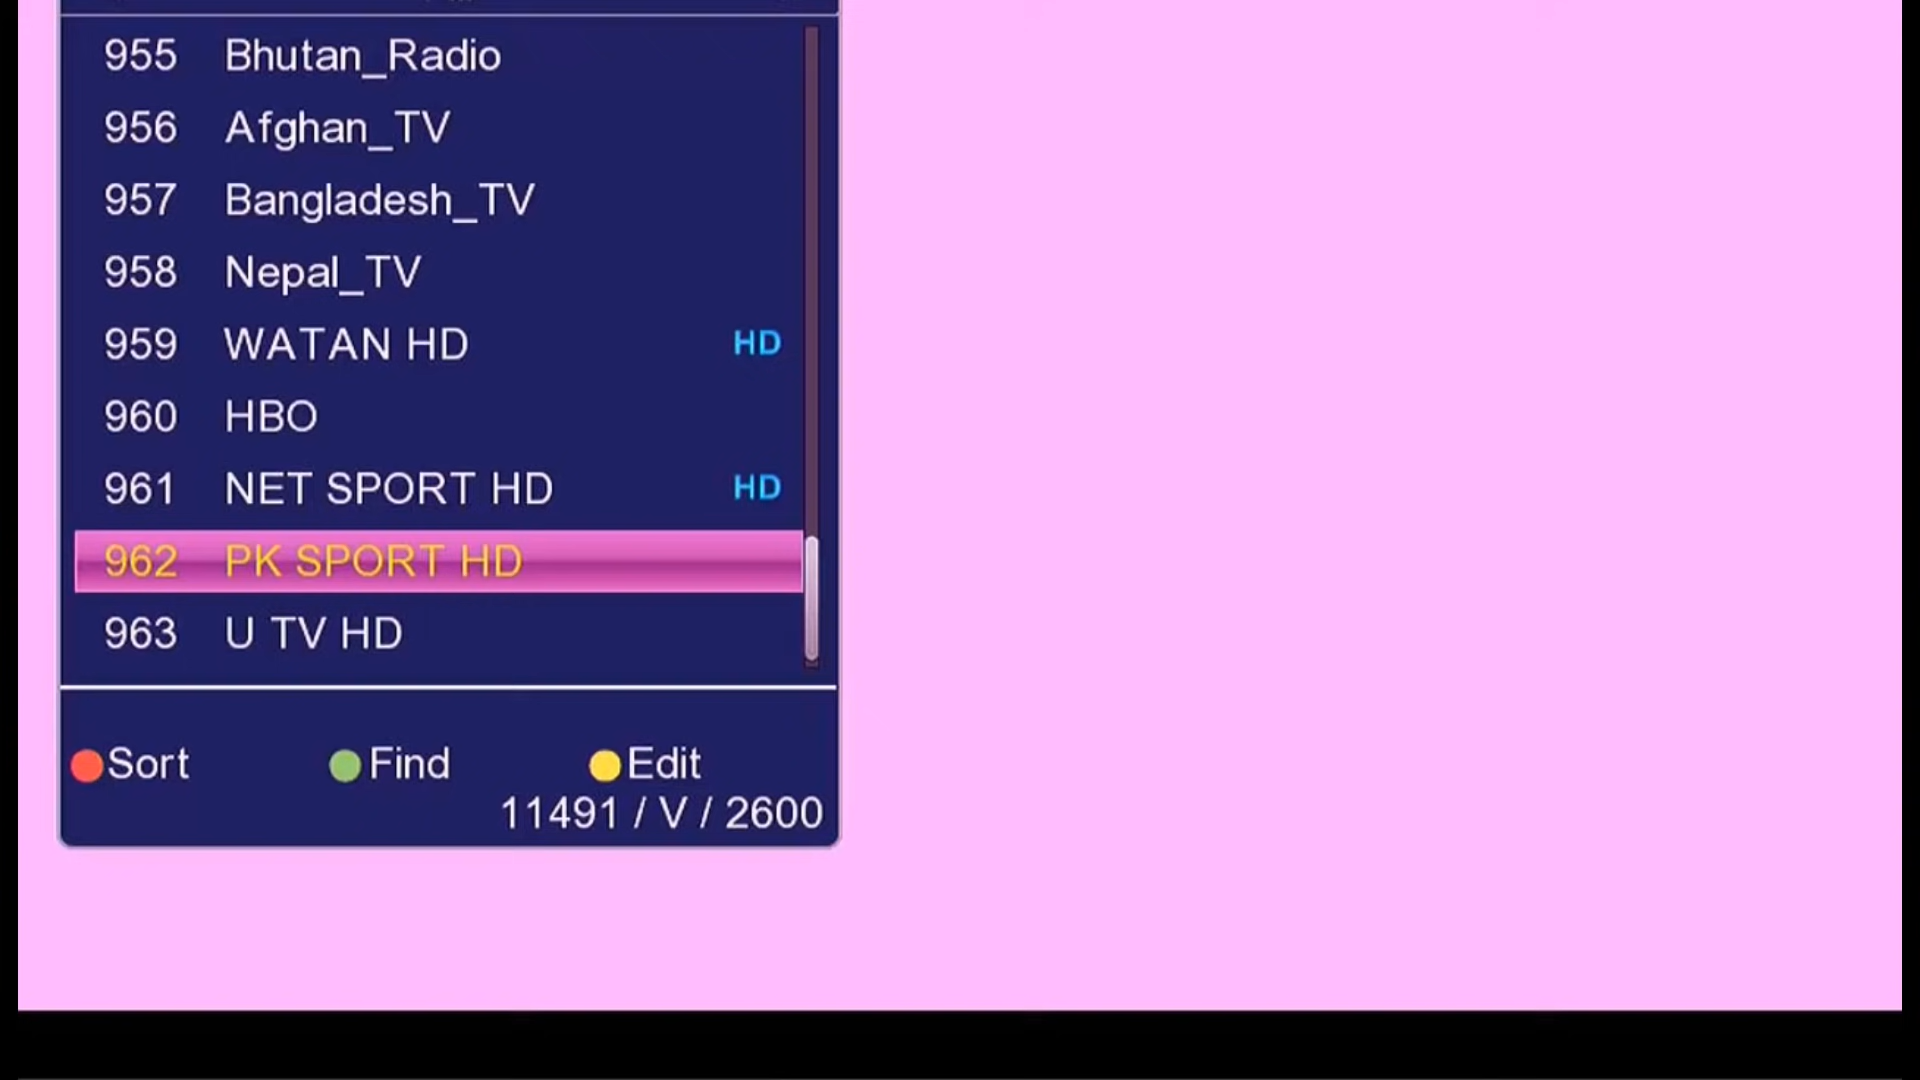 955 Bhutan_Radio
956 Afghan_TV
957 Bangladesh_TV
958 Nepal_TV
959 WATAN HD HD
960 HBO
961 NET SPORT HD HD
962 PK SPORT HD
963 U TV HD
Sort Find Edit
11491 / V / 2600